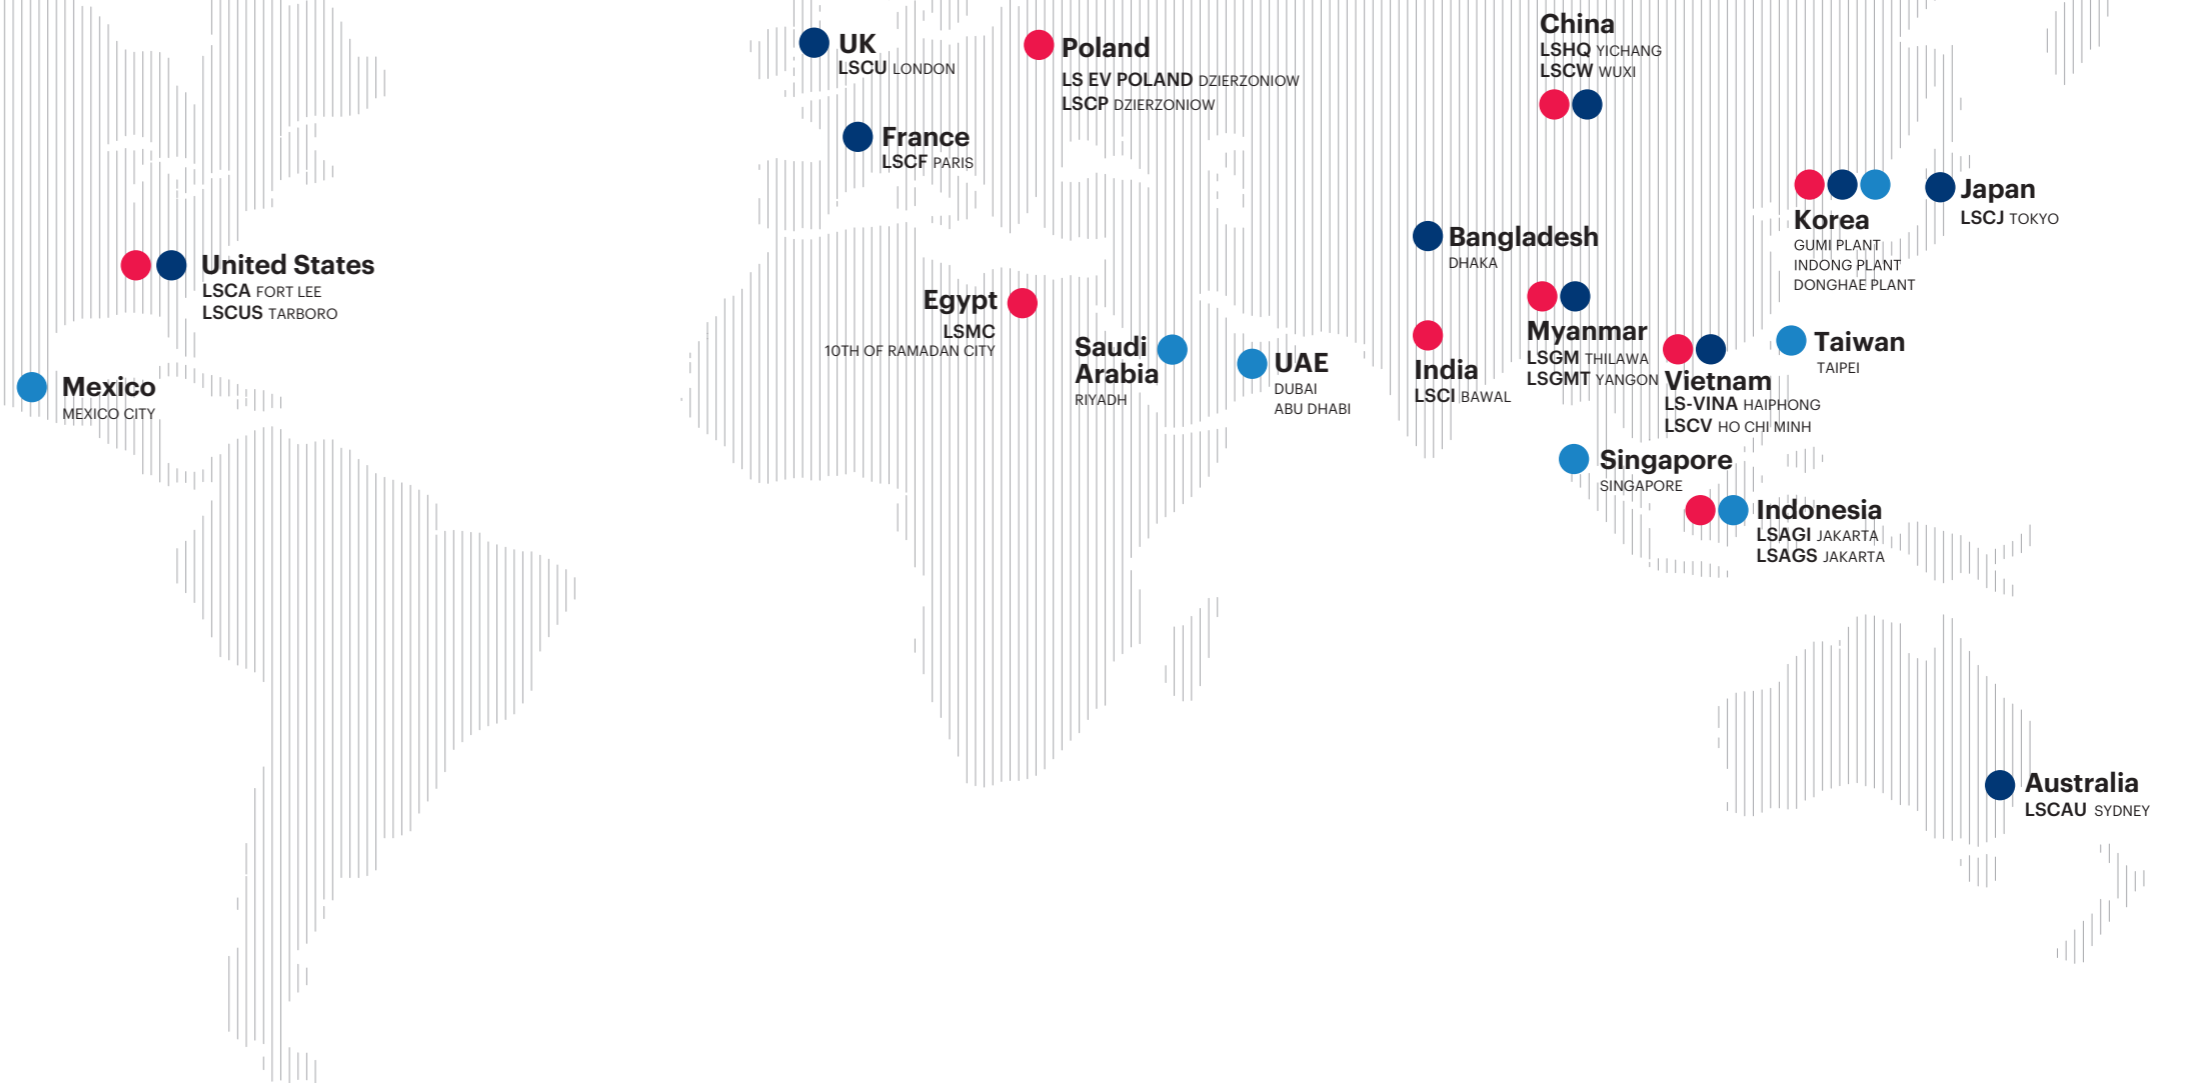 UK
LSCU LONDON
Poland
LS EV POLAND DZIERZONIOW
LSCP DZIERZONIOW
China
LSHQ YICHANG
LSCW WUXI
France
LSCF PARIS
Korea
GUMI PLANT
INDONG PLANT
DONGHAE PLANT
Japan
LSCJ TOKYO
United States
LSCA FORT LEE
LSCUS TARBORO
Bangladesh
DHAKA
Egypt
LSMC
10TH OF RAMADAN CITY
Saudi
Arabia
RIYADH
UAE
DUBAI
ABU DHABI
India
LSCI BAWAL
Myanmar
LSGM THILAWA
LSGMT YANGON
Vietnam
LS-VINA HAIPHONG
LSCV HO CHI MINH
Taiwan
TAIPEI
Mexico
MEXICO CITY
Singapore
SINGAPORE
Indonesia
LSAGI JAKARTA
LSAGS JAKARTA
Australia
LSCAU SYDNEY